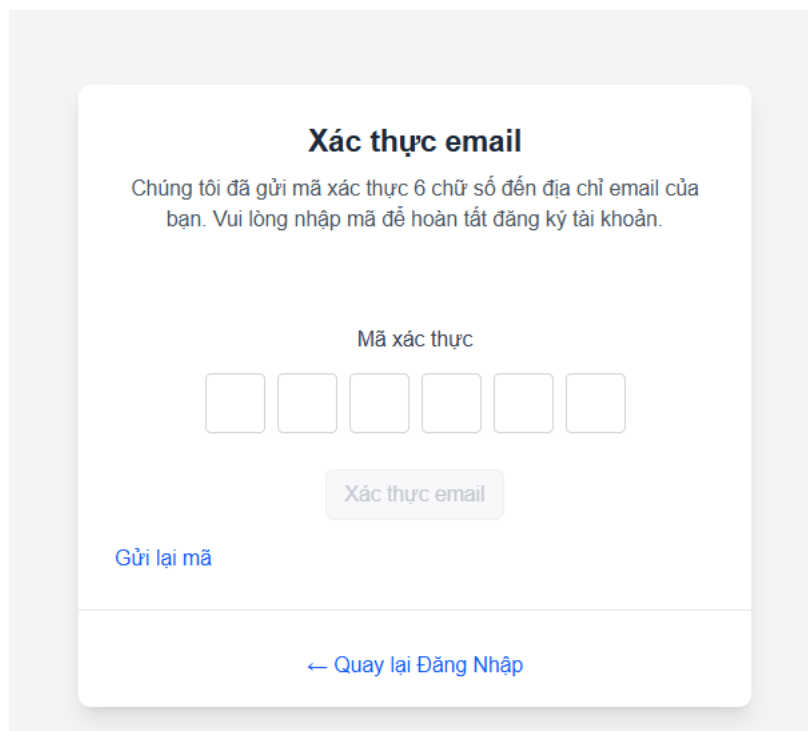 Xác thực email
Chúng tôi đã gửi mã xác thực 6 chữ số đến địa chỉ email của
bạn. Vui lòng nhập mã để hoàn tất đăng ký tài khoản.
Mã xác thực
Xác thực email
Gửi lại mã
← Quay lại Đăng Nhập